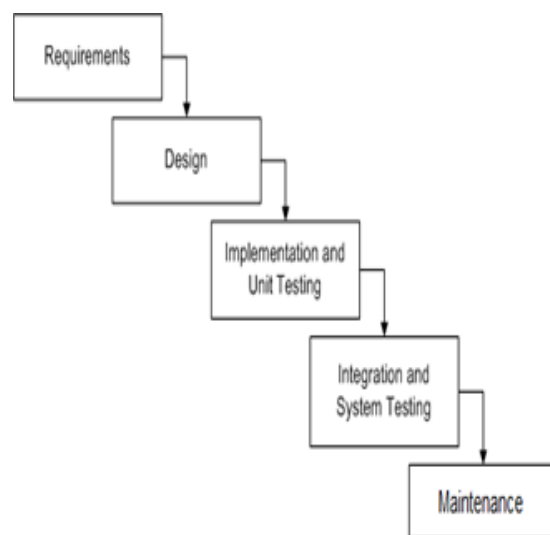 Requirements
Design
Implementation and
Unit Testing
Integration and
System Testing
Maintenance